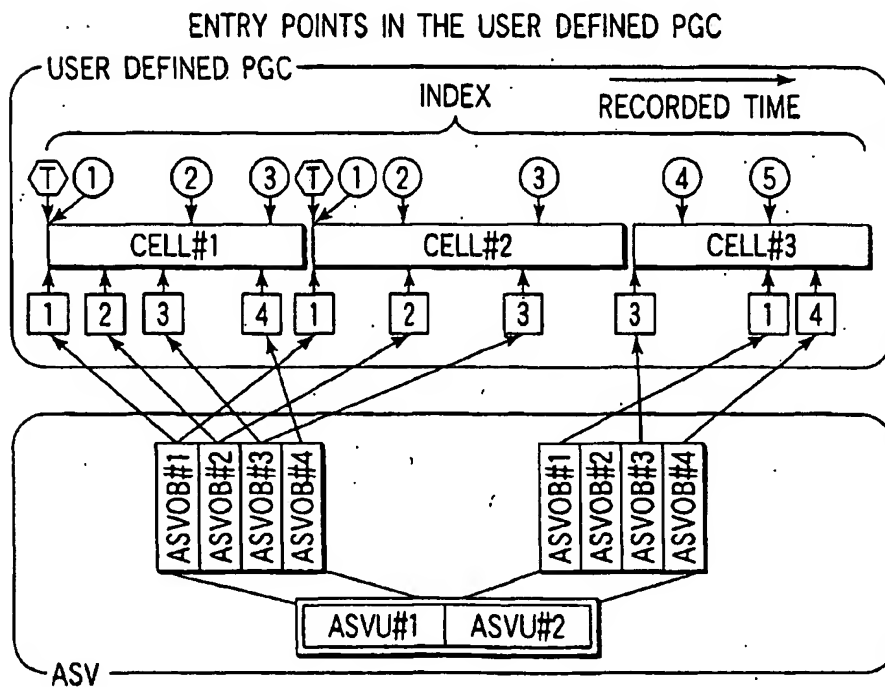 ENTRY POINTS IN THE USER DEFINED PGC
USER DEFINED PGC
INDEX
RECORDED TIME
T 1 2 3 T 1 2 3 4 5
CELL#1 CELL#2 CELL#3
1 2 3 4 1 2 3 3 1 4
ASVOB#1 ASVOB#2 ASVOB#3 ASVOB#4 ASVOB#1 ASVOB#2 ASVOB#3 ASVOB#4
ASVU#1 ASVU#2
ASV